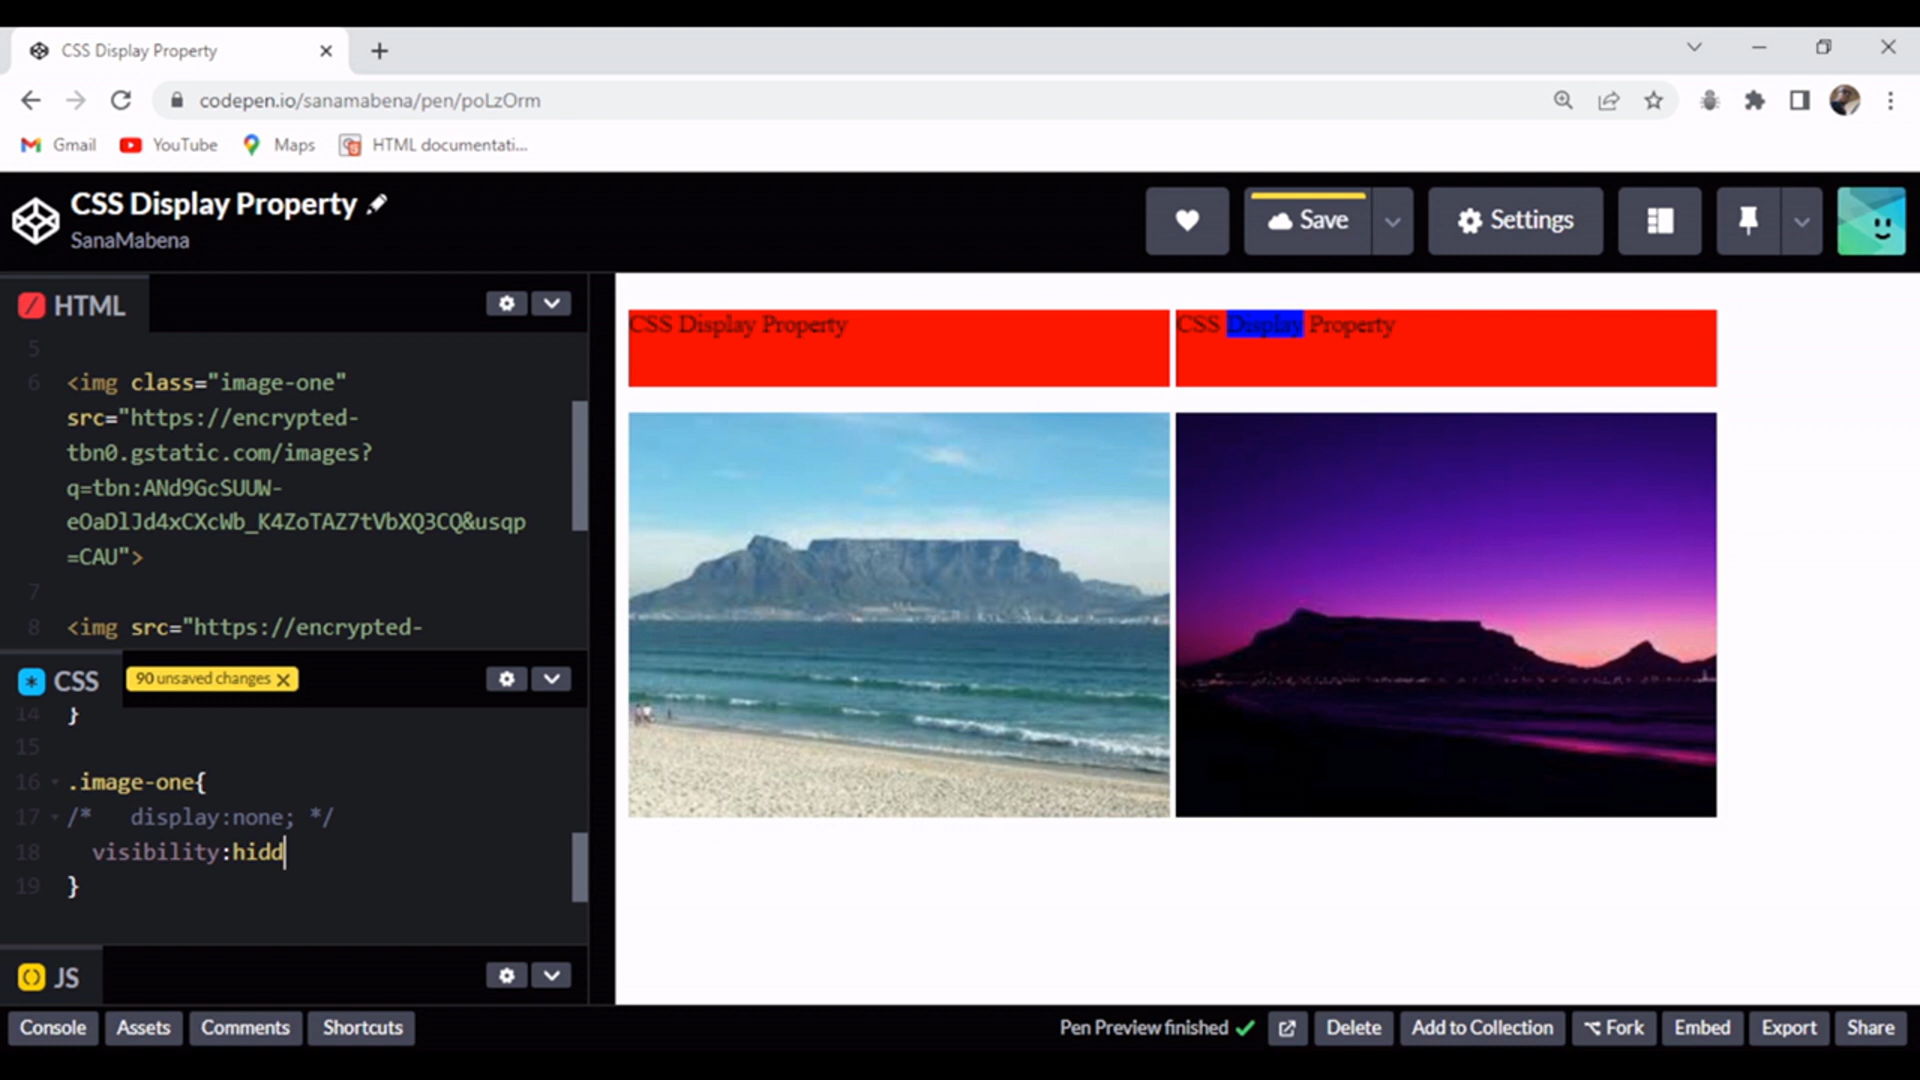 CSS Display Property
codepen.io/sanamabena/pen/poLzOrm
Gmail YouTube Maps HTML documentati...
CSS Display Property
SanaMabena
Save Settings
HTML
5
6 <img class="image-one"
src="https://encrypted-
tbn0.gstatic.com/images?
q=tbn:ANd9GcSUUW-
eOaDlJd4xCXcWb_K4ZoTAZ7tVbXQ3CQ&usqp
=CAU">
7
8 <img src="https://encrypted-
CSS 90 unsaved changes
14 }
15
16 .image-one{
17 /* display:none; */
18 visibility:hidd
19 }
JS
CSS Display Property CSS Display Property
Console Assets Comments Shortcuts Pen Preview finished Delete Add to Collection Fork Embed Export Share